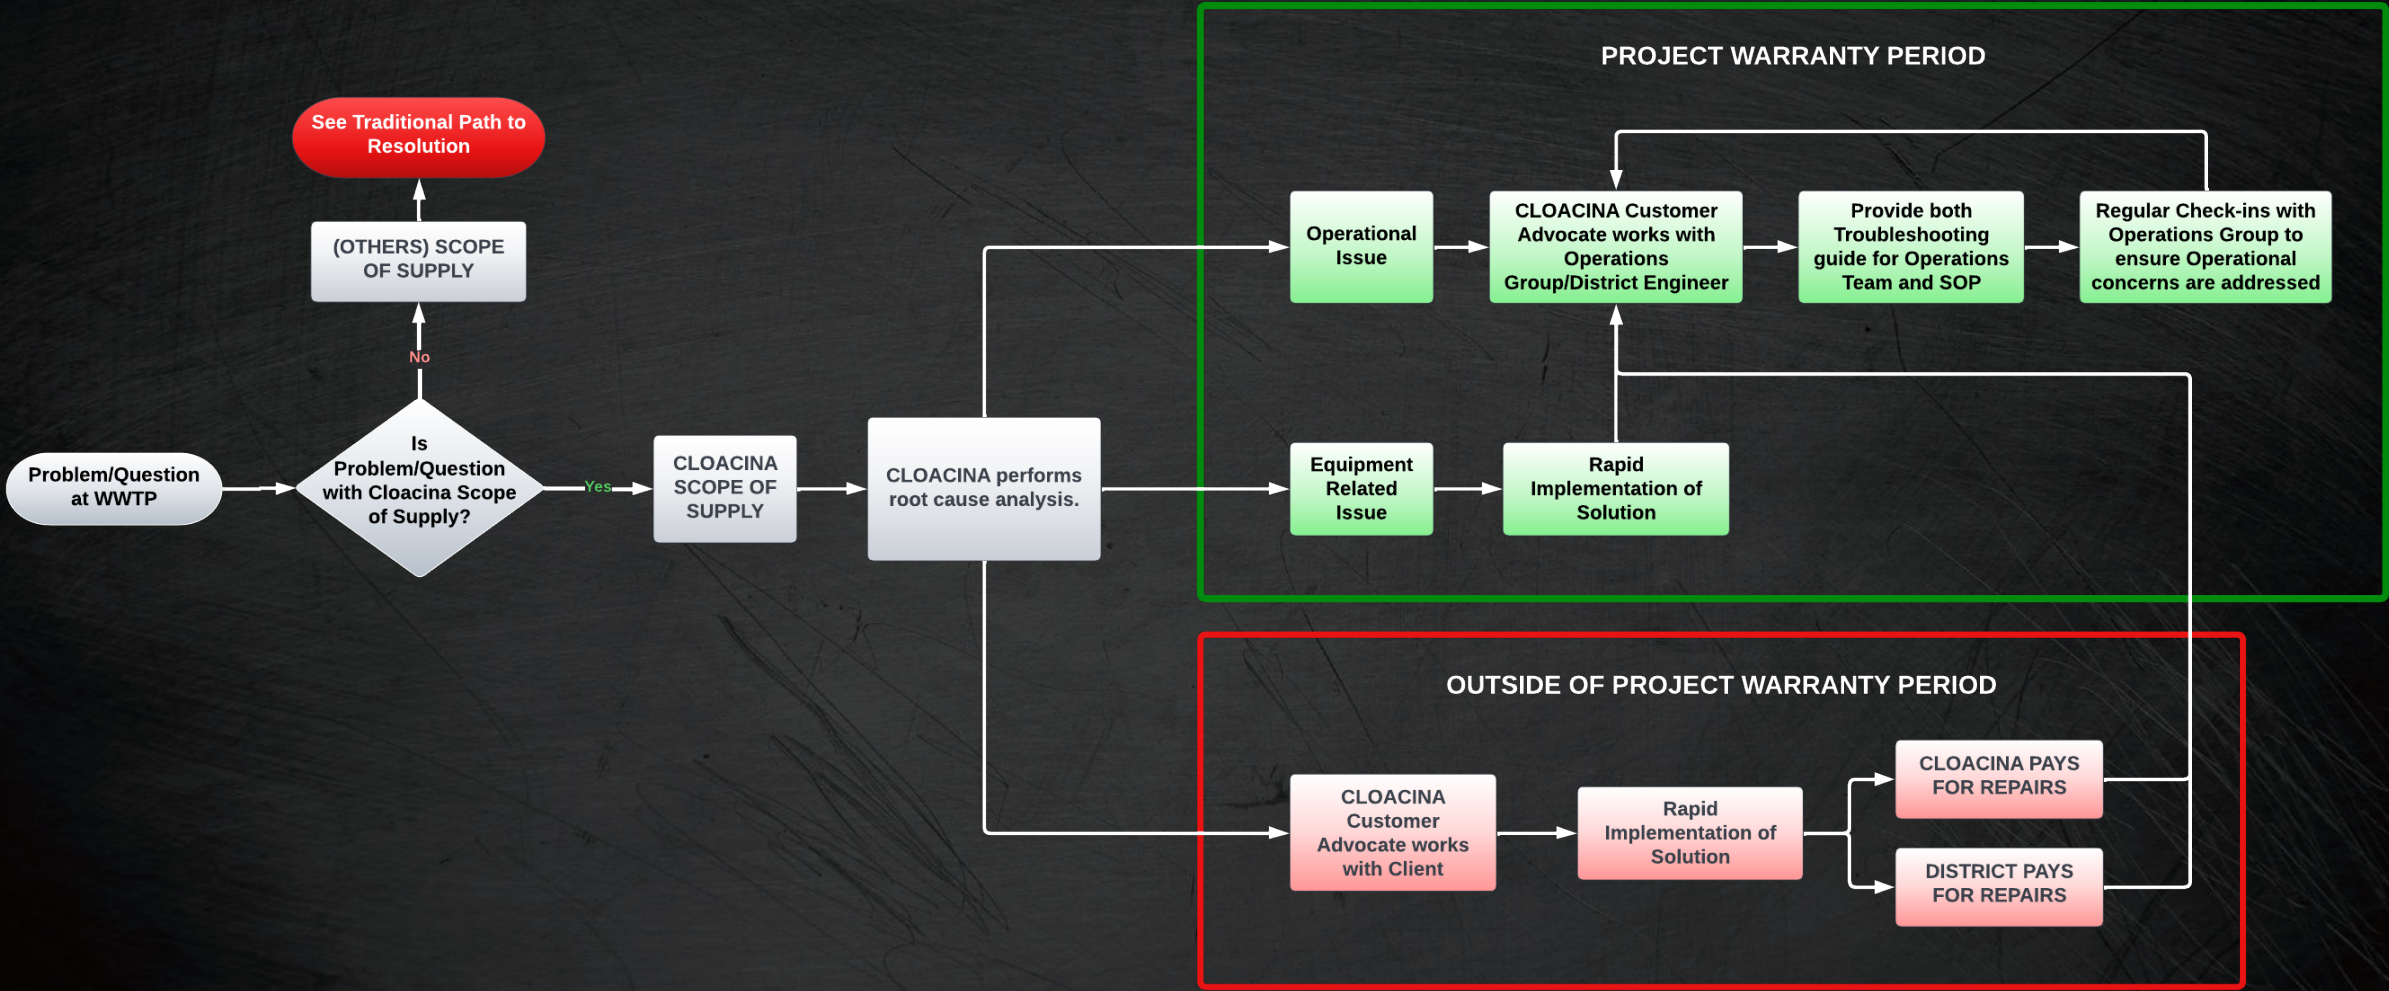 PROJECT WARRANTY PERIOD
See Traditional Path to
Resolution
(OTHERS) SCOPE
OF SUPPLY
No
Problem/Question
at WWTP
Is
Problem/Question
with Cloacina Scope
of Supply?
Yes
CLOACINA
SCOPE OF
SUPPLY
CLOACINA performs
root cause analysis.
Operational
Issue
CLOACINA Customer
Advocate works with
Operations
Group/District Engineer
Provide both
Troubleshooting
guide for Operations
Team and SOP
Regular Check-ins with
Operations Group to
ensure Operational
concerns are addressed
Equipment
Related
Issue
Rapid
Implementation of
Solution
OUTSIDE OF PROJECT WARRANTY PERIOD
CLOACINA
Customer
Advocate works
with Client
Rapid
Implementation of
Solution
CLOACINA PAYS
FOR REPAIRS
DISTRICT PAYS
FOR REPAIRS